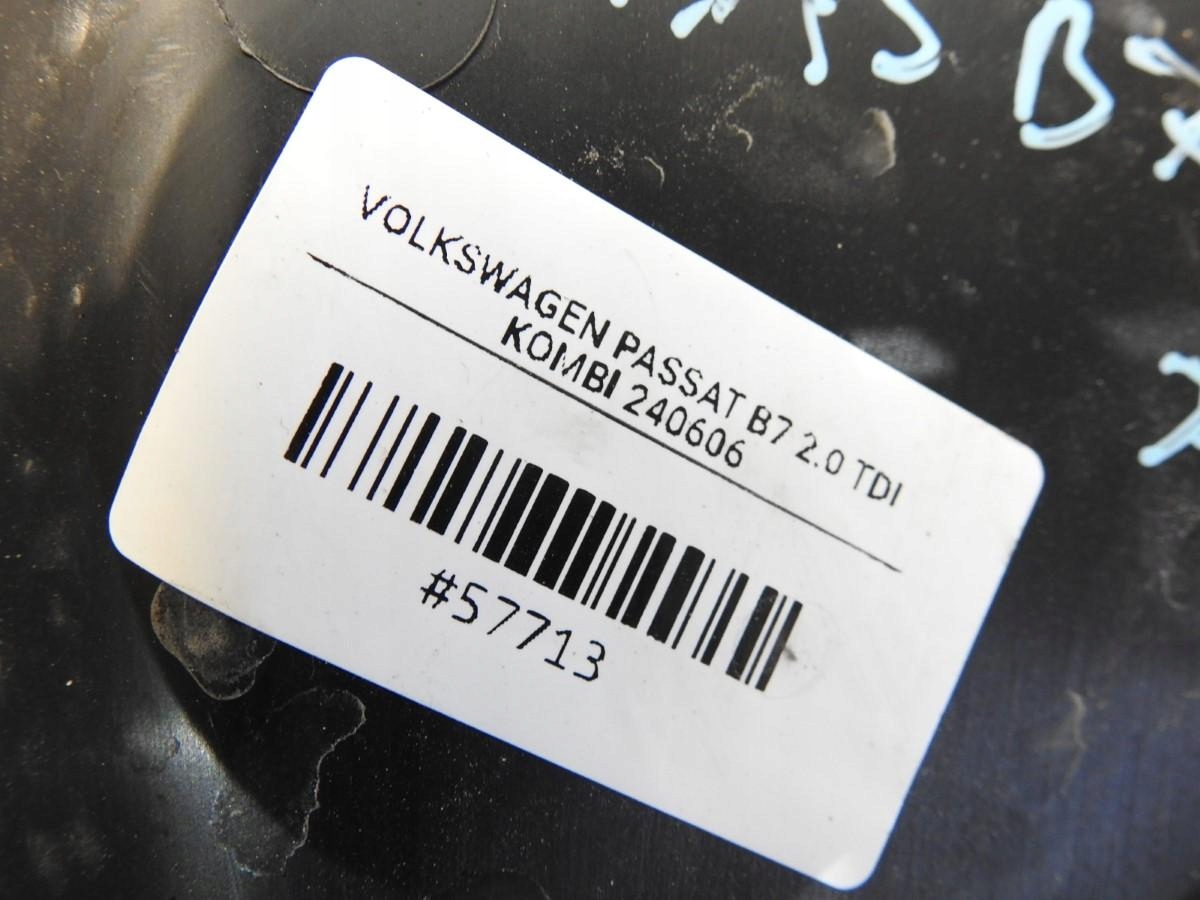 VOLKSWAGEN PASSAT B7 2.0 TDI
KOMBI 240606
#57713